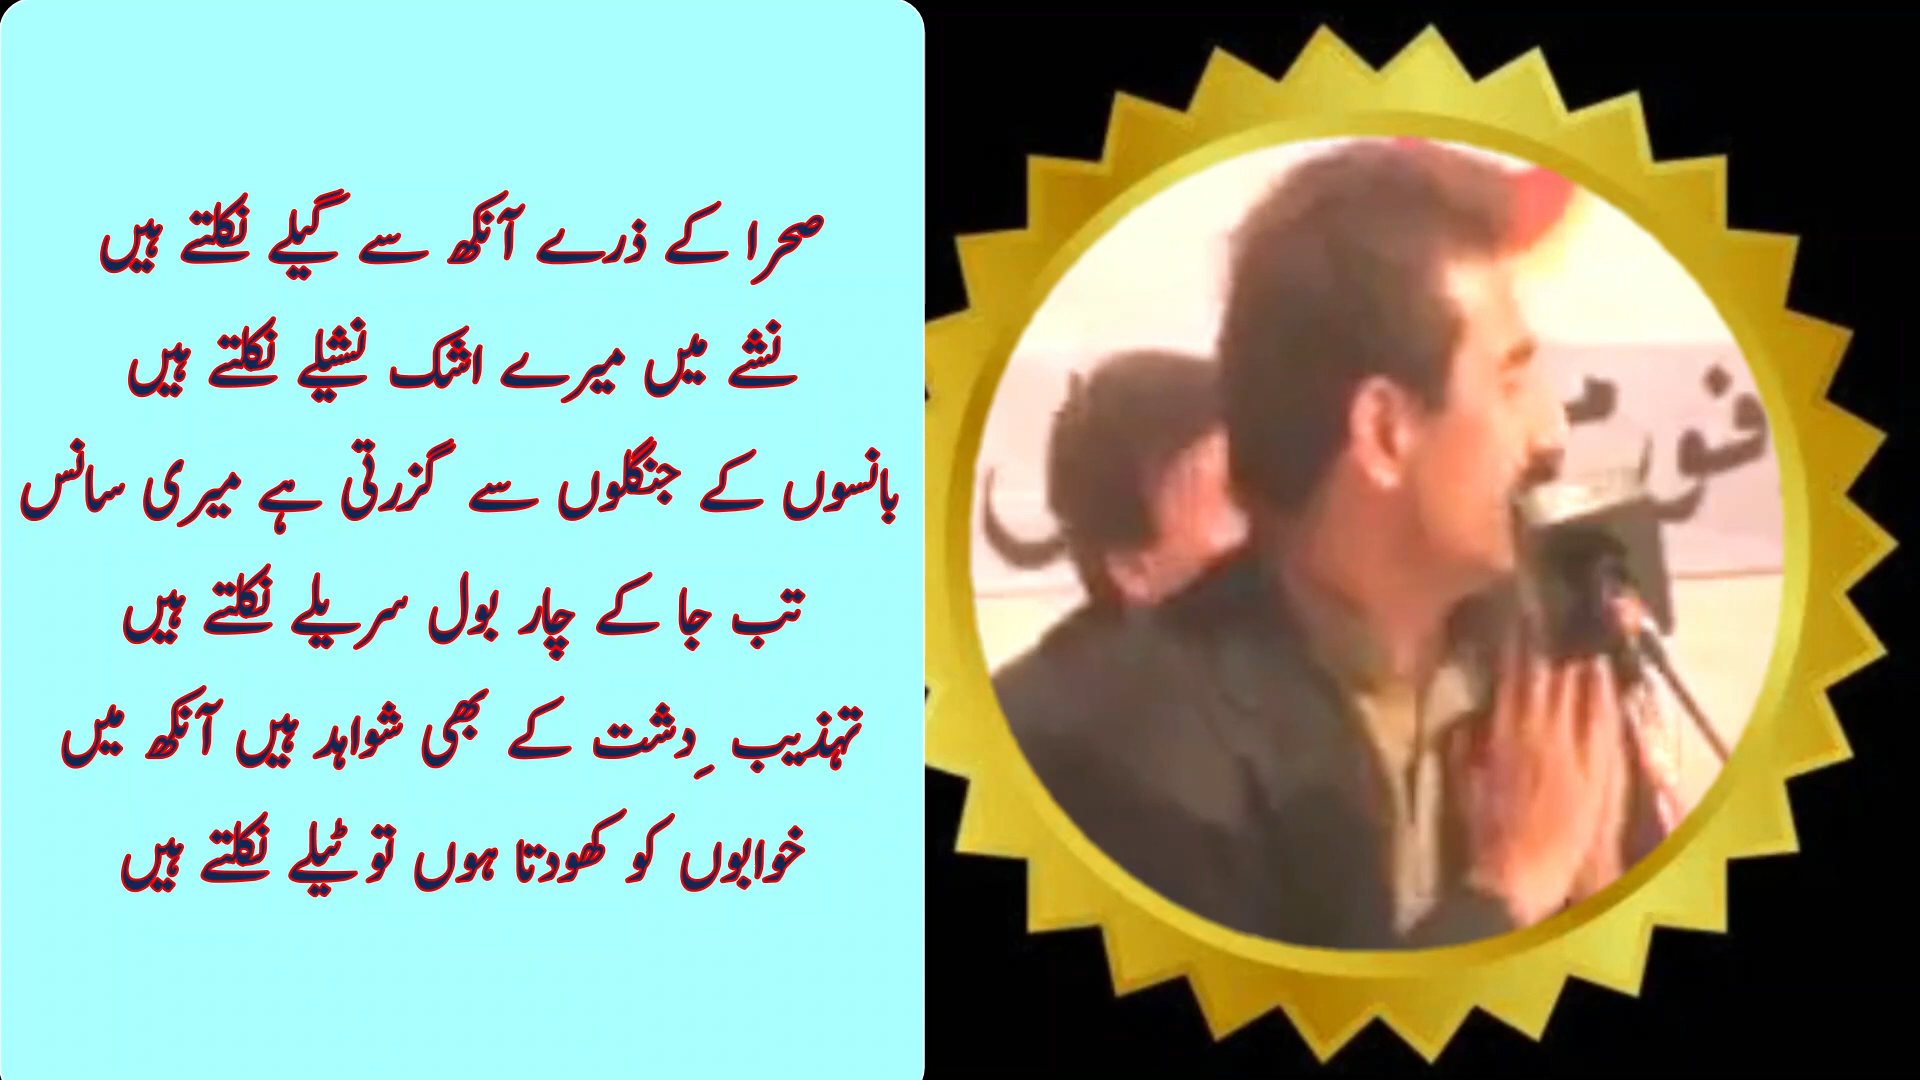 صحرا کے ذرے آنکھ سے گیلے نکلتے ہیں
نشے میں میرے اشک نشیلے نکلتے ہیں
بانسوں کے جنگلوں سے گزرتی ہے میری سانس
تب جا کے چار بول سریلے نکلتے ہیں
تہذیب ِدشت کے بھی شواہد ہیں آنکھ میں
خوابوں کو کھودتا ہوں تو ٹیلے نکلتے ہیں